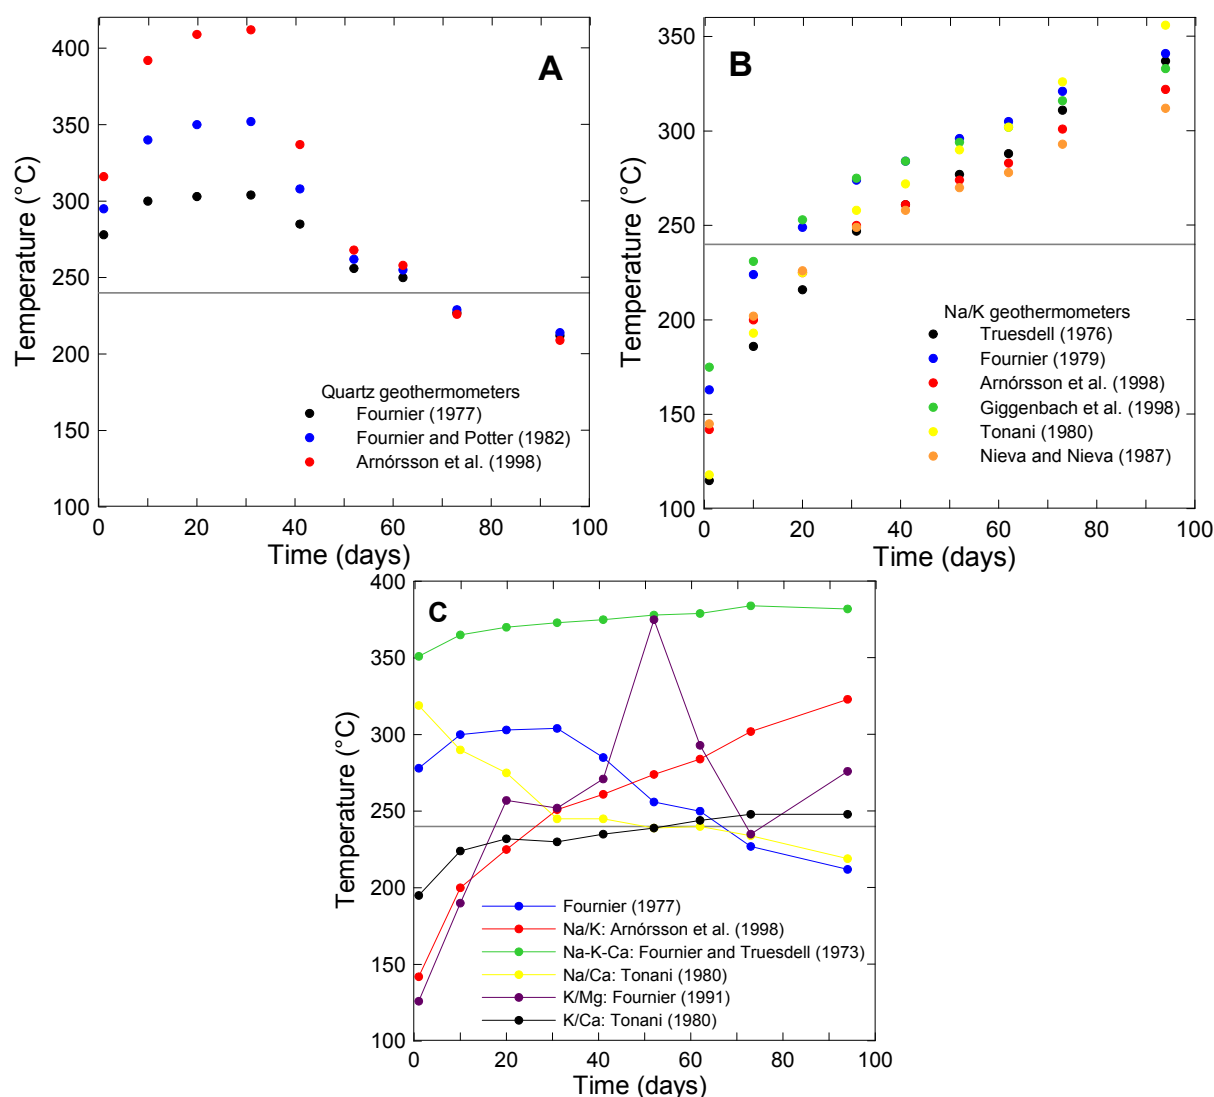 A
400
350
300
250
200
150
100
Temperature (°C)
Quartz geothermometers
Fournier (1977)
Fournier and Potter (1982)
Arnórsson et al. (1998)
0 20 40 60 80 100
Time (days)
B
350
300
250
200
150
100
Temperature (°C)
Na/K geothermometers
Truesdell (1976)
Fournier (1979)
Arnórsson et al. (1998)
Giggenbach et al. (1998)
Tonani (1980)
Nieva and Nieva (1987)
0 20 40 60 80 100
Time (days)
C
400
350
300
250
200
150
100
Temperature (°C)
Fournier (1977)
Na/K: Arnórsson et al. (1998)
Na-K-Ca: Fournier and Truesdell (1973)
Na/Ca: Tonani (1980)
K/Mg: Fournier (1991)
K/Ca: Tonani (1980)
0 20 40 60 80 100
Time (days)